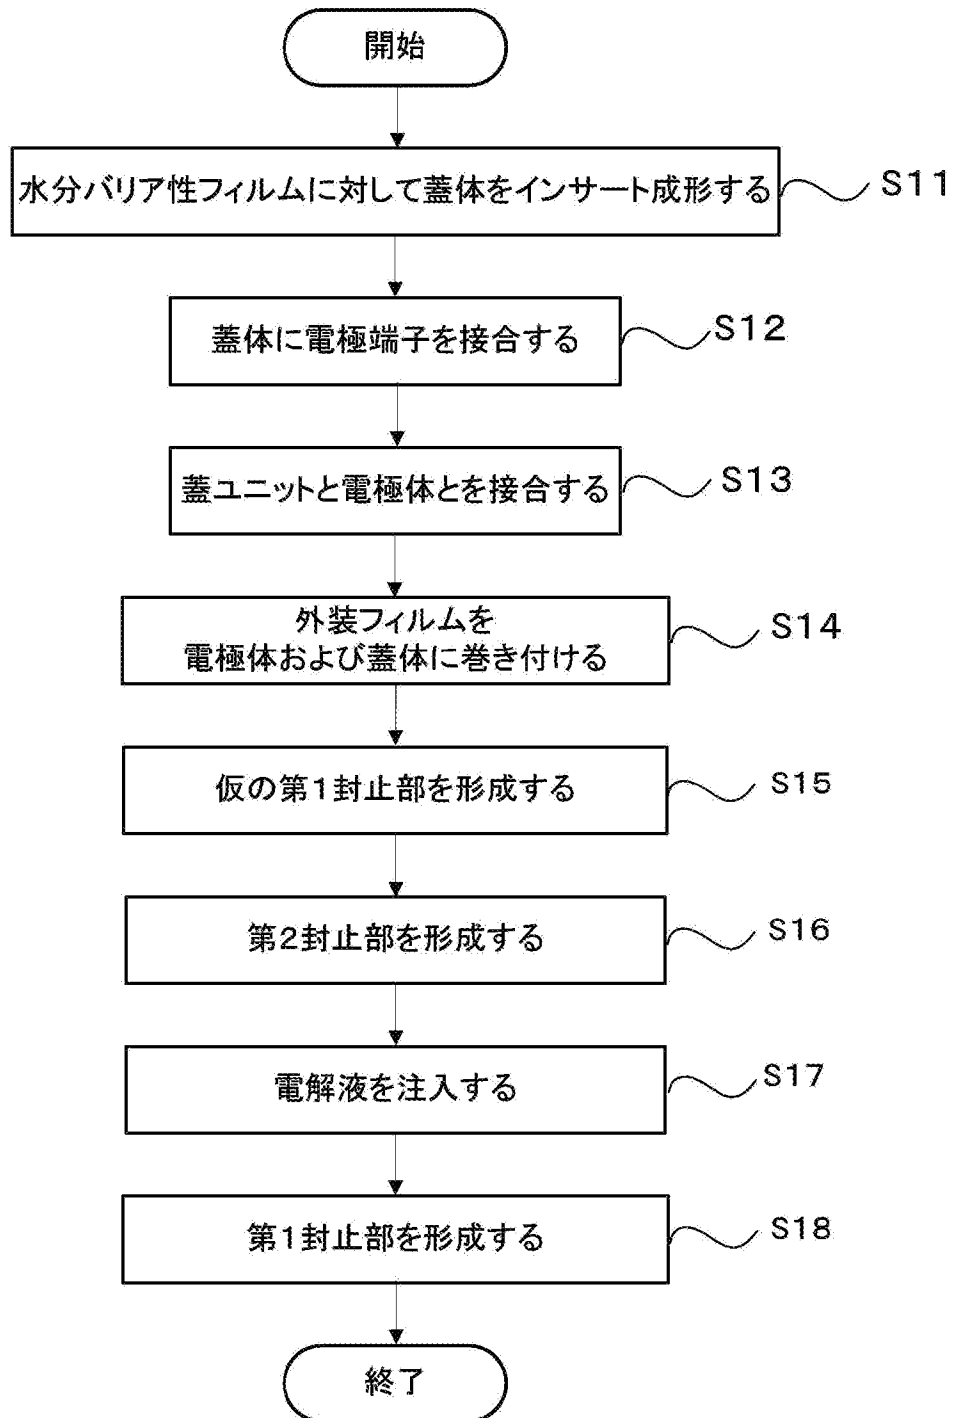 開始
水分バリア性フィルムに対して蓋体をインサート成形する
S11
蓋体に電極端子を接合する
S12
蓋ユニットと電極体とを接合する
S13
外装フィルムを
電極体および蓋体に巻き付ける
S14
仮の第1封止部を形成する
S15
第2封止部を形成する
S16
電解液を注入する
S17
第1封止部を形成する
S18
終了